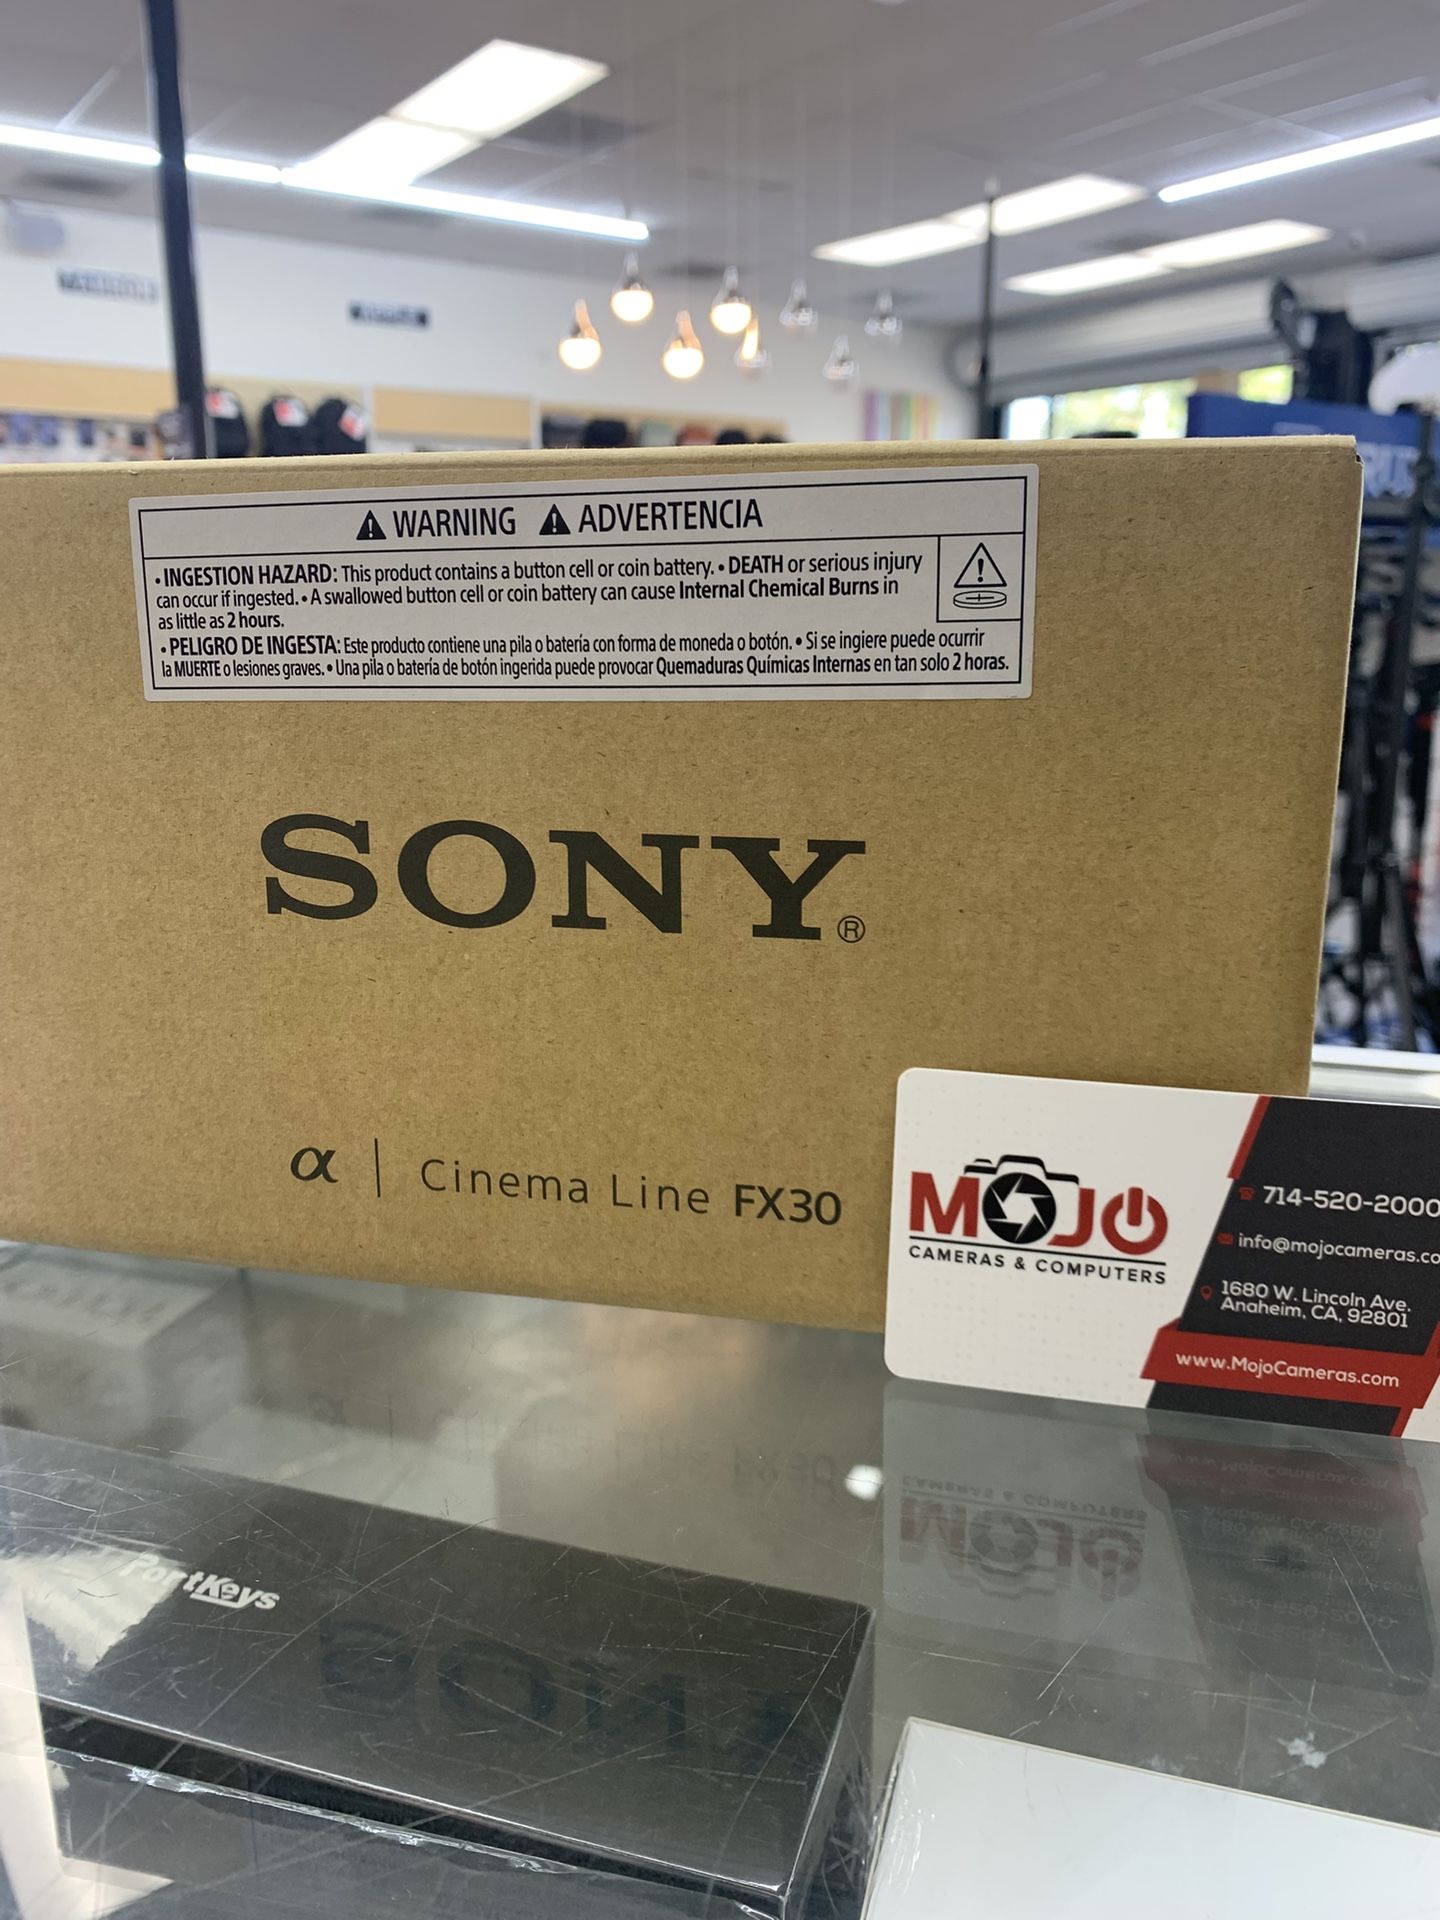 WARNING ADVERTENCIA
• INGESTION HAZARD: This product contains a button cell or coin battery. • DEATH or serious injury
can occur if ingested. • A swallowed button cell or coin battery can cause Internal Chemical Burns in
as little as 2 hours.
• PELIGRO DE INGESTA: Este producto contiene una pila o batería con forma de moneda o botón. • Si se ingiere puede ocurrir
la MUERTE o lesiones graves. • Una pila o batería de botón ingerida puede provocar Quemaduras Químicas Internas en tan solo 2 horas.
SONY®
α | Cinema Line FX30
MOJO
CAMERAS & COMPUTERS
714-520-2000
info@mojocameras.co
1680 W. Lincoln Ave.
Anaheim, CA, 92801
www.MojoCameras.com
PortKeys